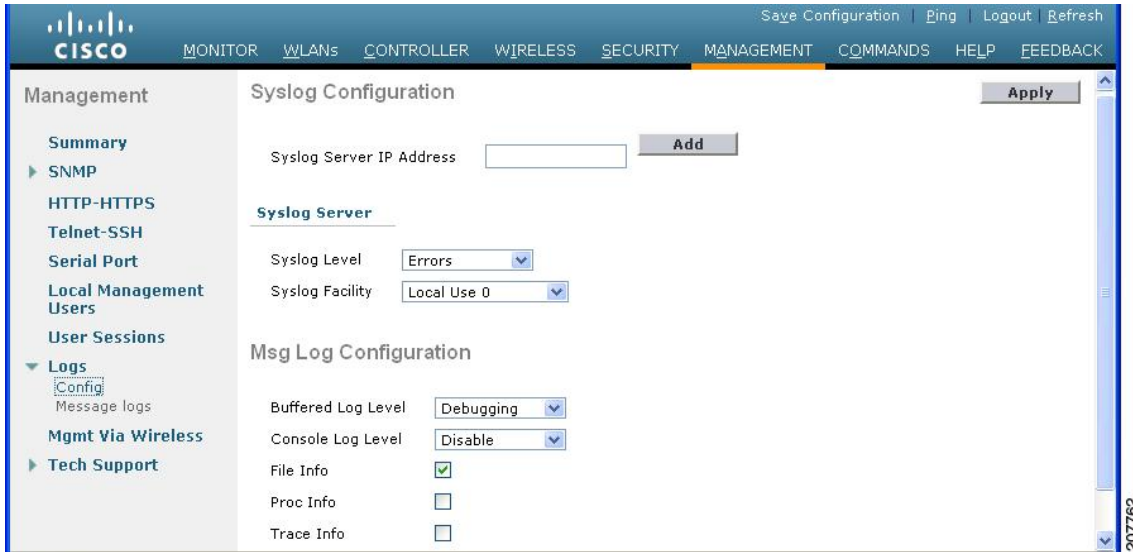 Save Configuration | Ping | Logout | Refresh
CISCO
MONITOR WLANs CONTROLLER WIRELESS SECURITY MANAGEMENT COMMANDS HELP FEEDBACK
Management
Summary
SNMP
HTTP-HTTPS
Telnet-SSH
Serial Port
Local Management
Users
User Sessions
Logs
Config
Message logs
Mgmt Via Wireless
Tech Support
Syslog Configuration
Apply
Syslog Server IP Address
Add
Syslog Server
Syslog Level Errors
Syslog Facility Local Use 0
Msg Log Configuration
Buffered Log Level Debugging
Console Log Level Disable
File Info
Proc Info
Trace Info
207762